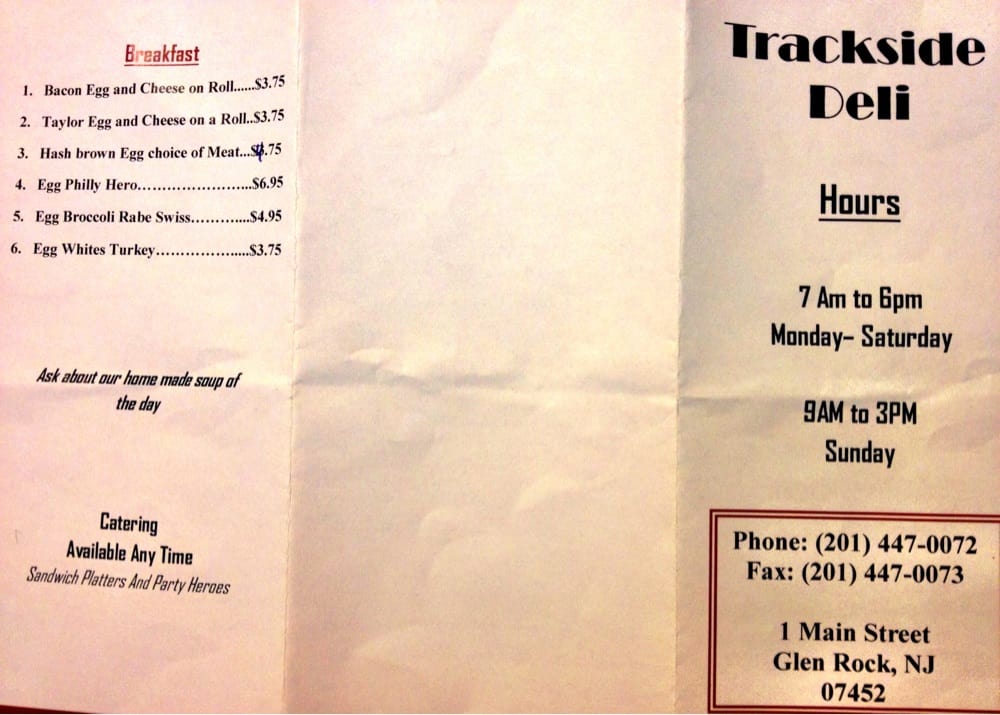 Breakfast
1. Bacon Egg and Cheese on Roll......$3.75
2. Taylor Egg and Cheese on a Roll..$3.75
3. Hash brown Egg choice of Meat...$4.75
4. Egg Philly Hero.........................$6.95
5. Egg Broccoli Rabe Swiss.............$4.95
6. Egg Whites Turkey.....................$3.75
Ask about our home made soup of
the day
Catering
Available Any Time
Sandwich Platters And Party Heroes
Trackside
Deli
Hours
7 Am to 6pm
Monday– Saturday
9AM to 3PM
Sunday
Phone: (201) 447-0072
Fax: (201) 447-0073
1 Main Street
Glen Rock, NJ
07452